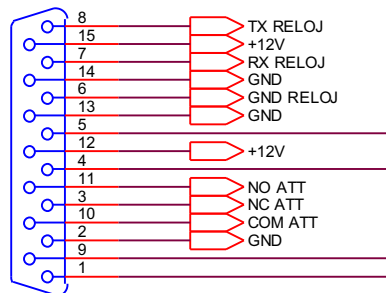 8 TX RELOJ
15 +12V
7 RX RELOJ
14 GND
6 GND RELOJ
13 GND
5
12 +12V
4
11 NO ATT
3 NC ATT
10 COM ATT
2 GND
9
1